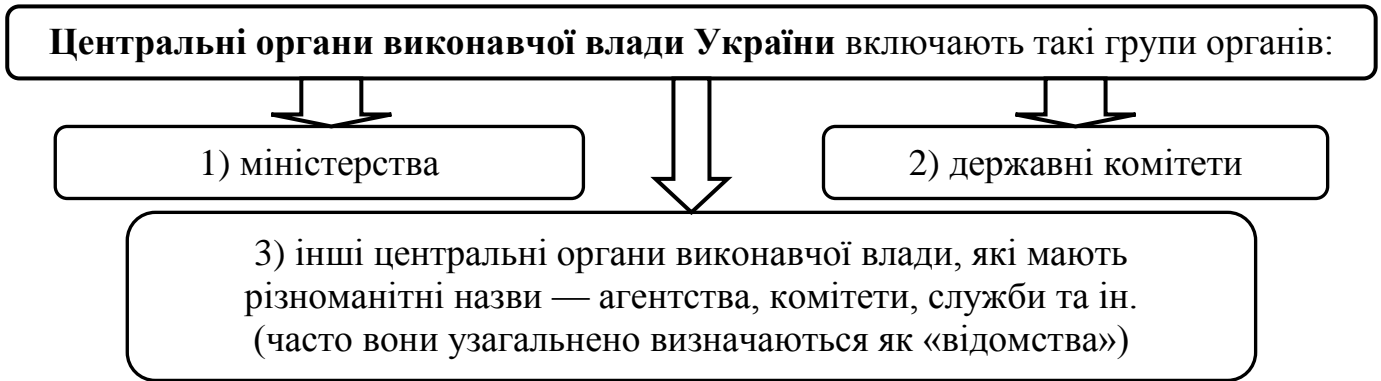 Центральні органи виконавчої влади України включають такі групи органів:
1) міністерства
2) державні комітети
3) інші центральні органи виконавчої влади, які мають
різноманітні назви — агентства, комітети, служби та ін.
(часто вони узагальнено визначаються як «відомства»)